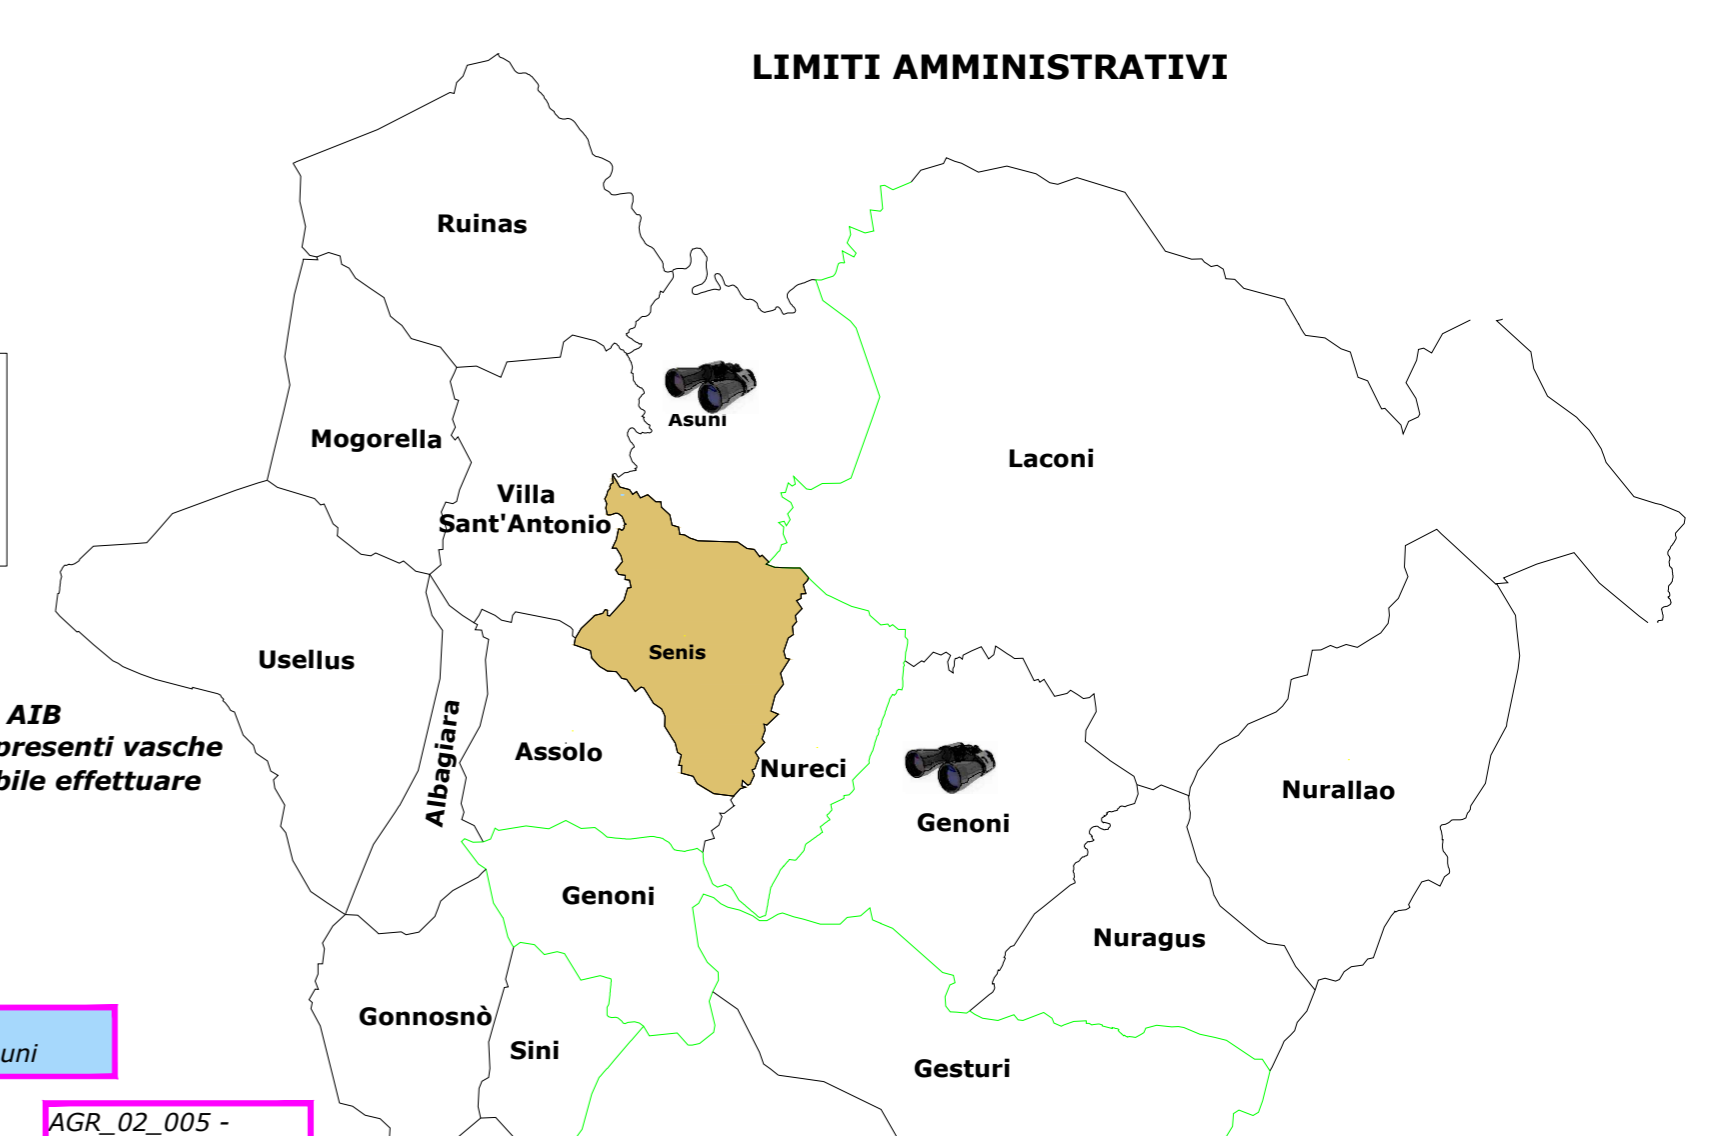 LIMITI AMMINISTRATIVI
Ruinas
Asuni
Mogorella
Laconi
Villa
Sant'Antonio
Senis
Usellus
AIB
presenti vasche
bile effettuare
Albagiara
Assolo
Nureci
Nurallao
Genoni
Genoni
Nuragus
Gonnosnò
Sini
Gesturi
uni
AGR_02_005 -